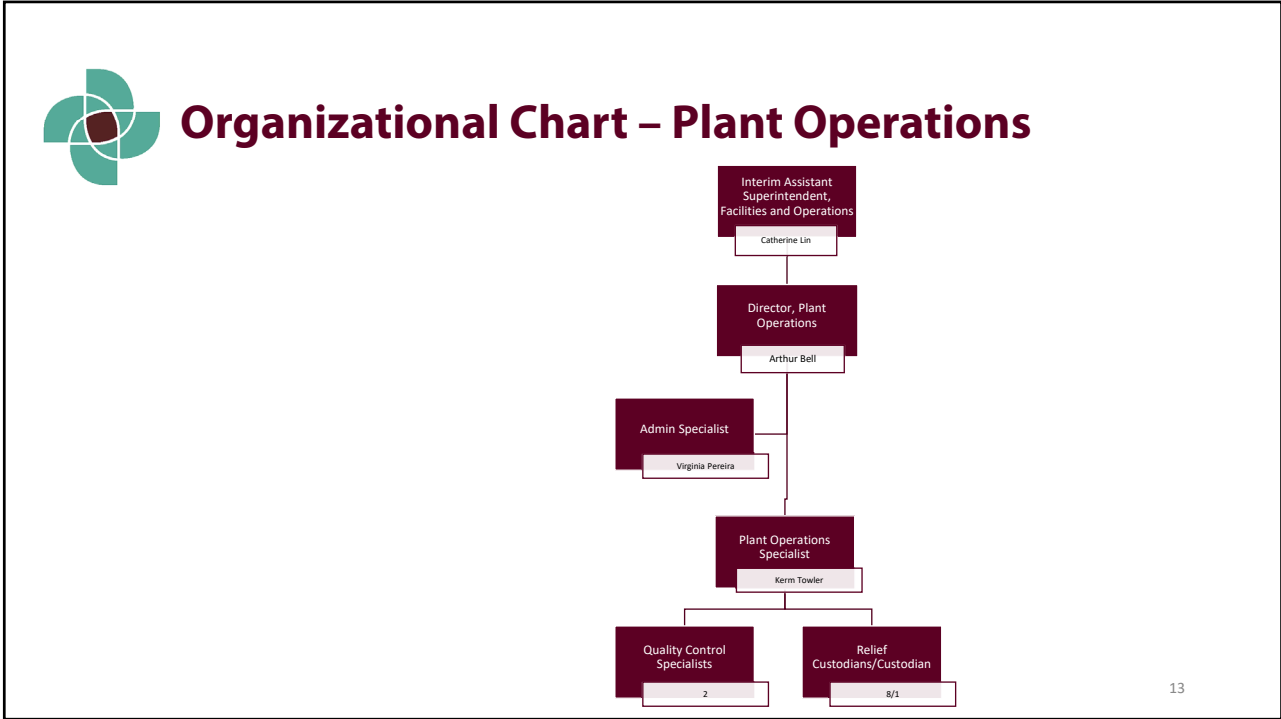 Organizational Chart – Plant Operations
Interim Assistant
Superintendent,
Facilities and Operations
Catherine Lin
Director, Plant
Operations
Arthur Bell
Admin Specialist
Virginia Pereira
Plant Operations
Specialist
Kerm Towler
Quality Control
Specialists
2
Relief
Custodians/Custodian
8/1
13